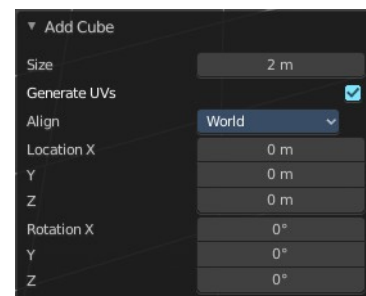 Add Cube
Size 2 m
Generate UVs
Align World
Location X 0 m
Y 0 m
Z 0 m
Rotation X 0°
Y 0°
Z 0°